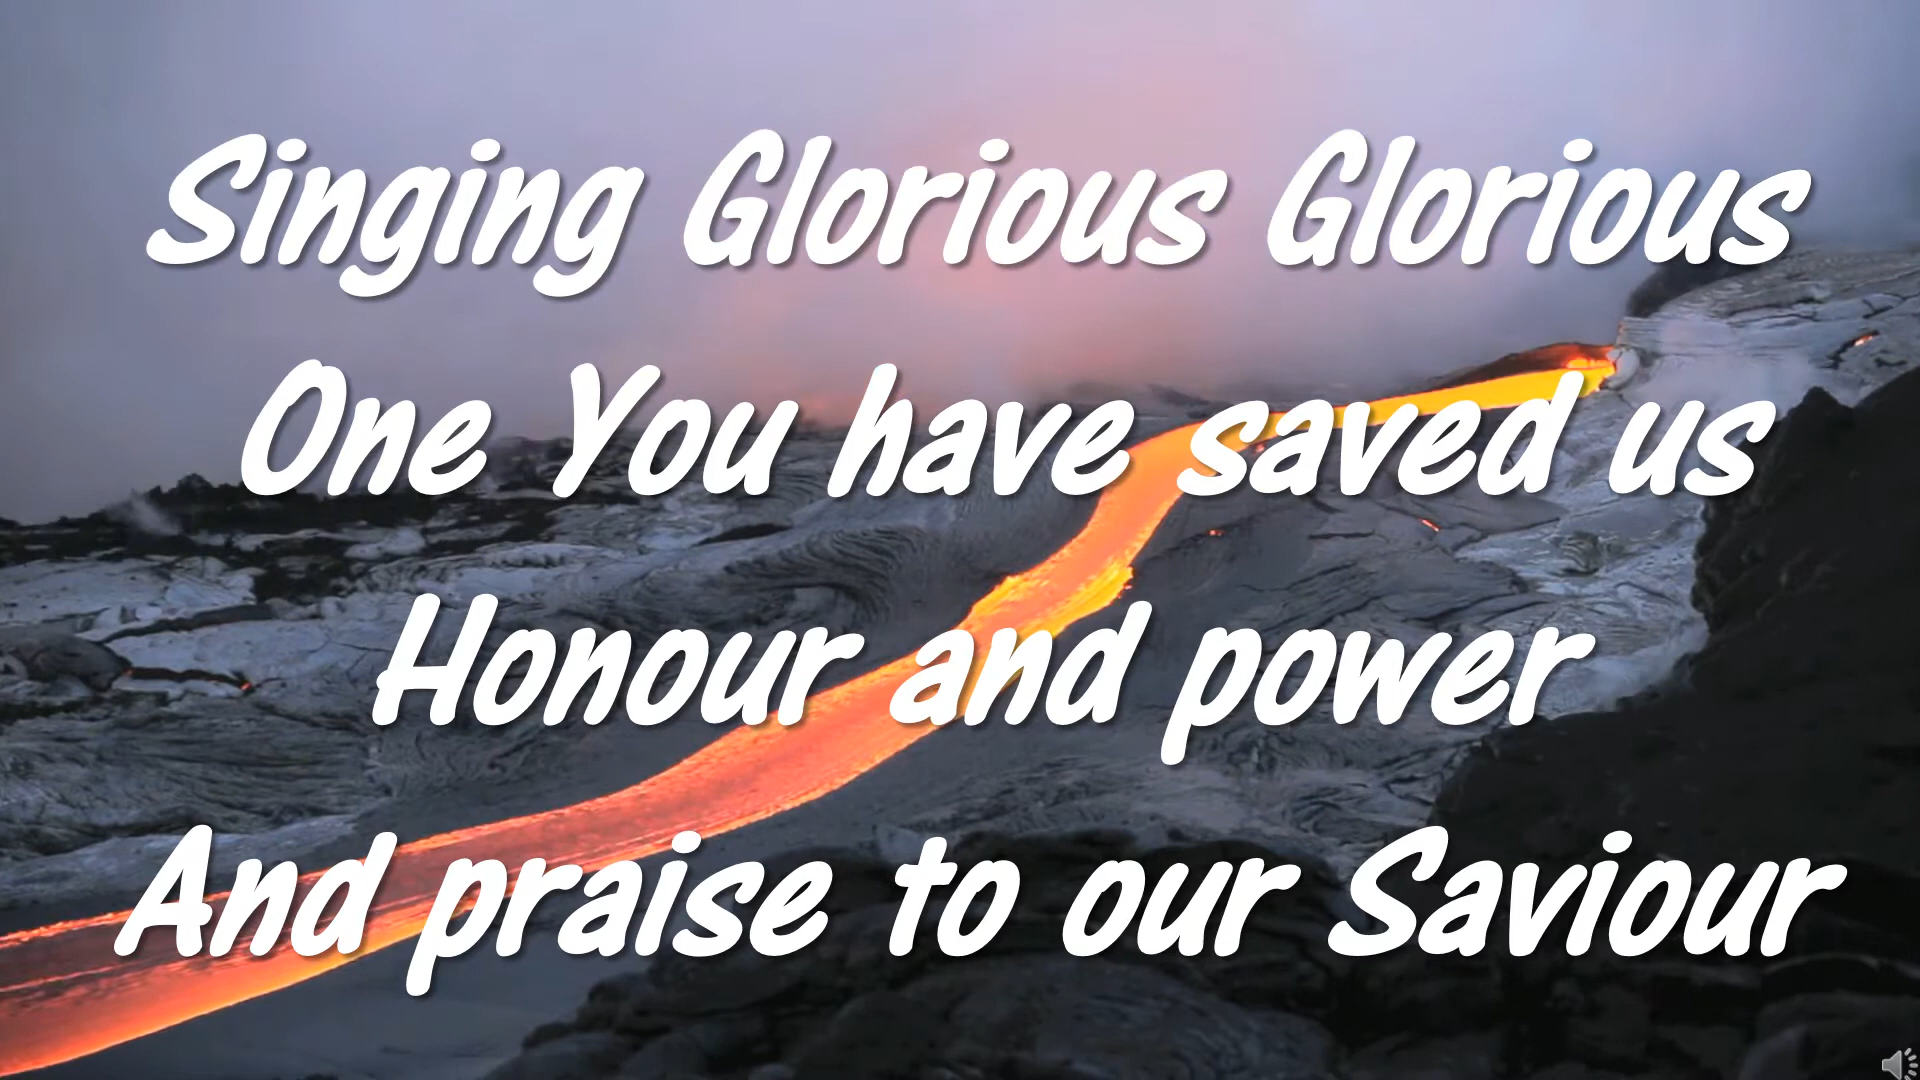 Singing Glorious Glorious
One You have saved us
Honour and power
And praise to our Saviour